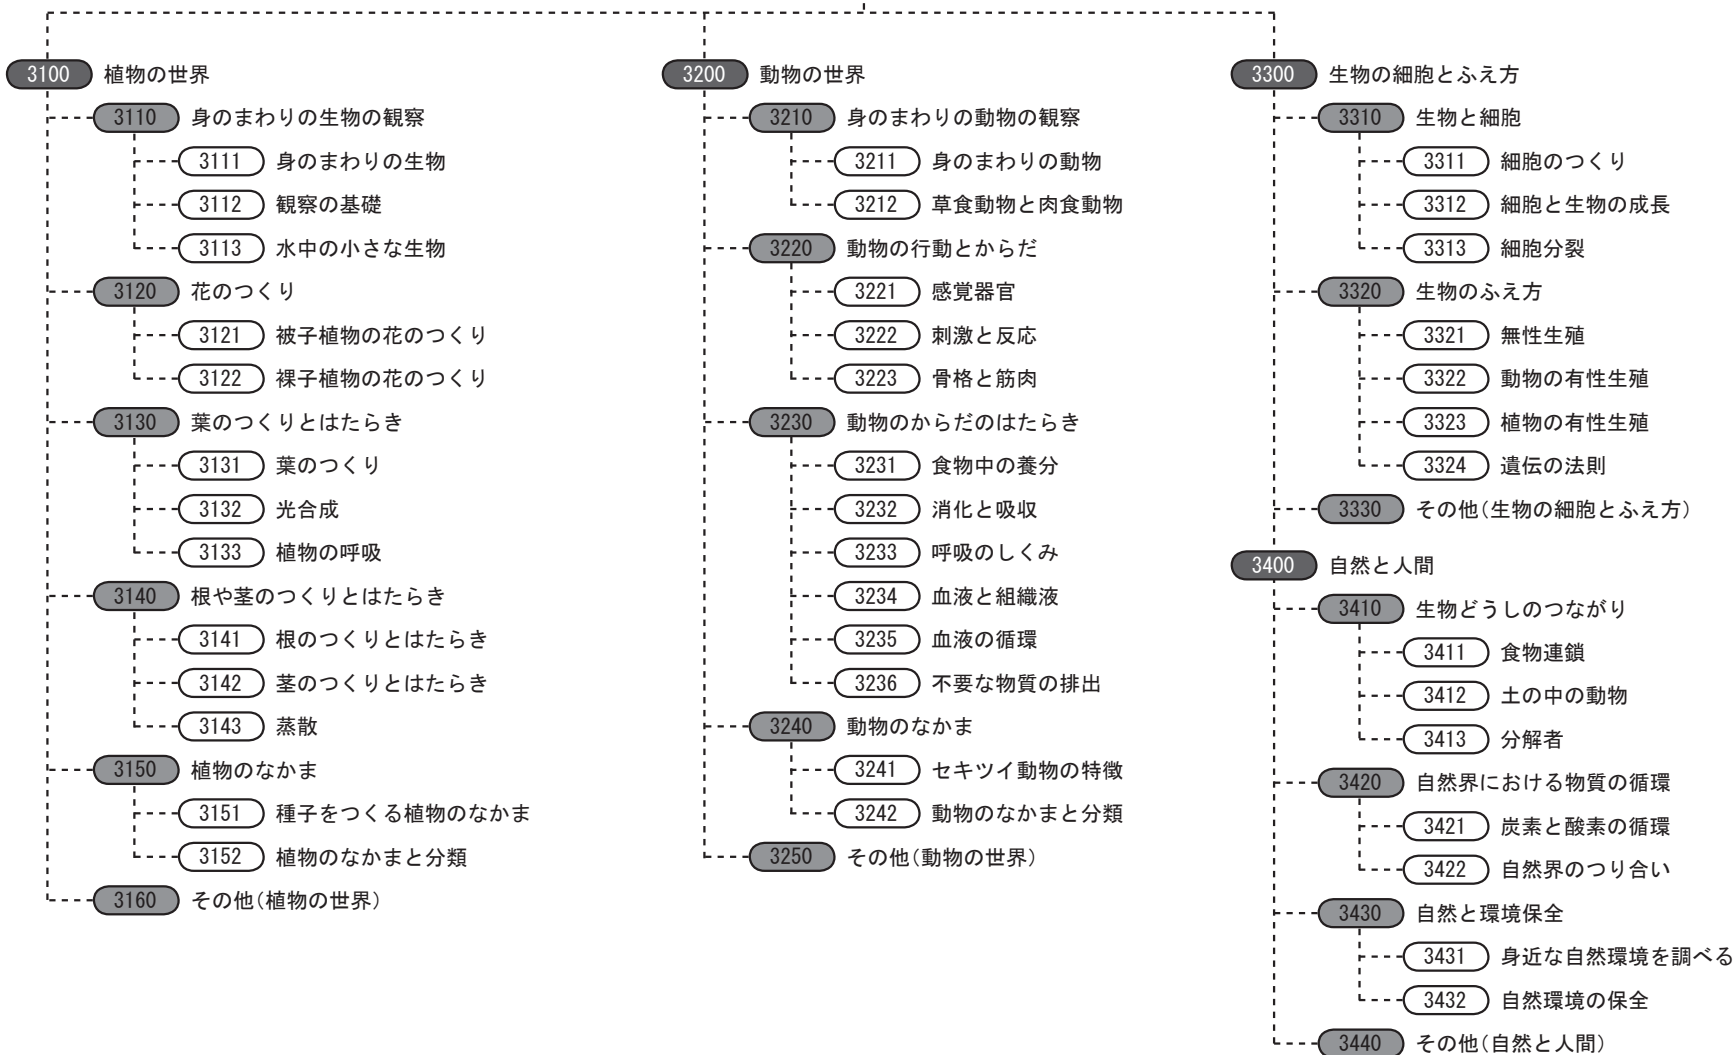 3100 植物の世界
3110 身のまわりの生物の観察
3111 身のまわりの生物
3112 観察の基礎
3113 水中の小さな生物
3120 花のつくり
3121 被子植物の花のつくり
3122 裸子植物の花のつくり
3130 葉のつくりとはたらき
3131 葉のつくり
3132 光合成
3133 植物の呼吸
3140 根や茎のつくりとはたらき
3141 根のつくりとはたらき
3142 茎のつくりとはたらき
3143 蒸散
3150 植物のなかま
3151 種子をつくる植物のなかま
3152 植物のなかまと分類
3160 その他(植物の世界)
3200 動物の世界
3210 身のまわりの動物の観察
3211 身のまわりの動物
3212 草食動物と肉食動物
3220 動物の行動とからだ
3221 感覚器官
3222 刺激と反応
3223 骨格と筋肉
3230 動物のからだのはたらき
3231 食物中の養分
3232 消化と吸収
3233 呼吸のしくみ
3234 血液と組織液
3235 血液の循環
3236 不要な物質の排出
3240 動物のなかま
3241 セキツイ動物の特徴
3242 動物のなかまと分類
3250 その他(動物の世界)
3300 生物の細胞とふえ方
3310 生物と細胞
3311 細胞のつくり
3312 細胞と生物の成長
3313 細胞分裂
3320 生物のふえ方
3321 無性生殖
3322 動物の有性生殖
3323 植物の有性生殖
3324 遺伝の法則
3330 その他(生物の細胞とふえ方)
3400 自然と人間
3410 生物どうしのつながり
3411 食物連鎖
3412 土の中の動物
3413 分解者
3420 自然界における物質の循環
3421 炭素と酸素の循環
3422 自然界のつり合い
3430 自然と環境保全
3431 身近な自然環境を調べる
3432 自然環境の保全
3440 その他(自然と人間)